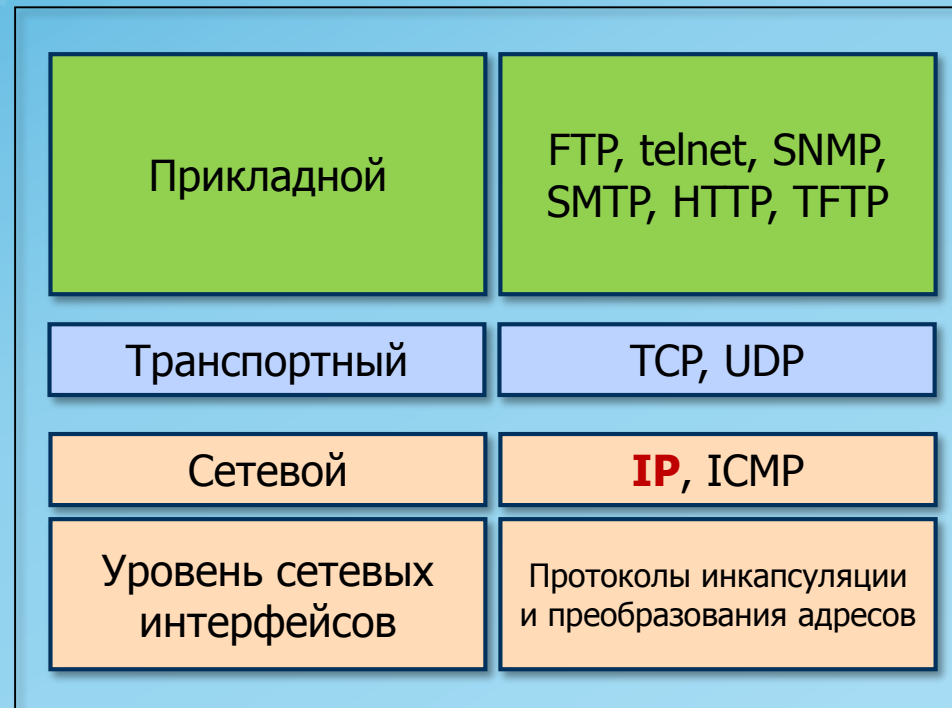 Прикладной
FTP, telnet, SNMP,
SMTP, HTTP, TFTP
Транспортный
TCP, UDP
Сетевой
IP, ICMP
Уровень сетевых
интерфейсов
Протоколы инкапсуляции
и преобразования адресов